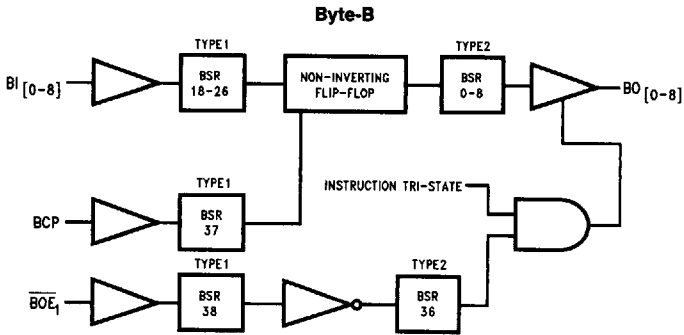 Byte-B
TYPE1
TYPE2
BI[0-8]
BSR
18-26
NON-INVERTING
FLIP-FLOP
BSR
0-8
BO[0-8]
TYPE1
INSTRUCTION TRI-STATE
BCP
BSR
37
TYPE1
TYPE2
BOE1
BSR
38
BSR
36